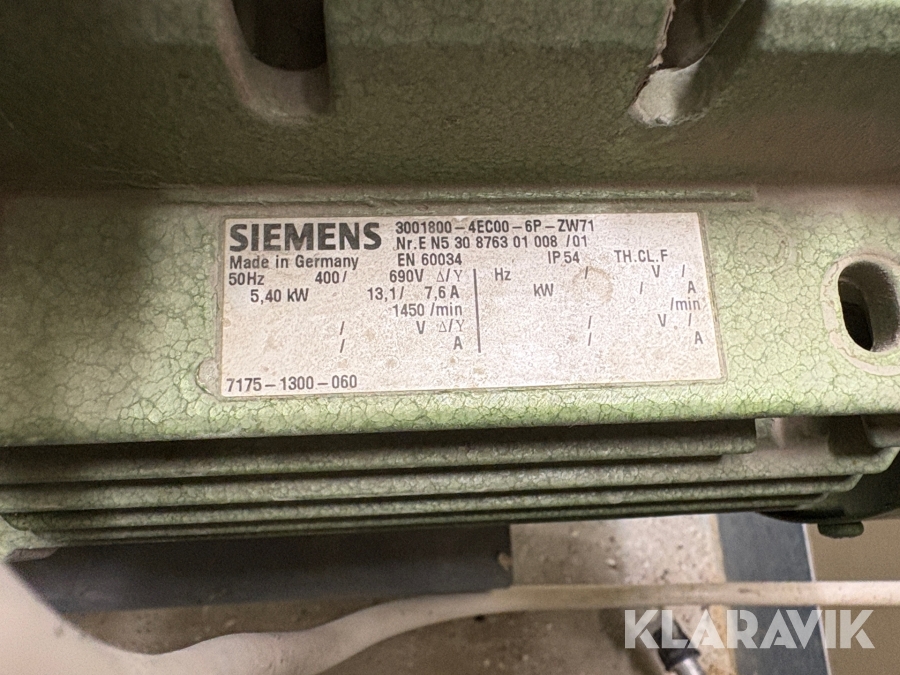 SIEMENS
3001800-4EC00-6P-ZW71
Nr.E N5 30 8763 01 008 /01
Made in Germany EN 60034 IP 54 TH.CL.F
50Hz 400/ 690V Δ/Y Hz / V /
5,40 kW 13,1/ 7,6 A kW / A
1450 /min /min
/ V Δ/Y / V /
/ A / A
7175-1300-060
KLARAVIK